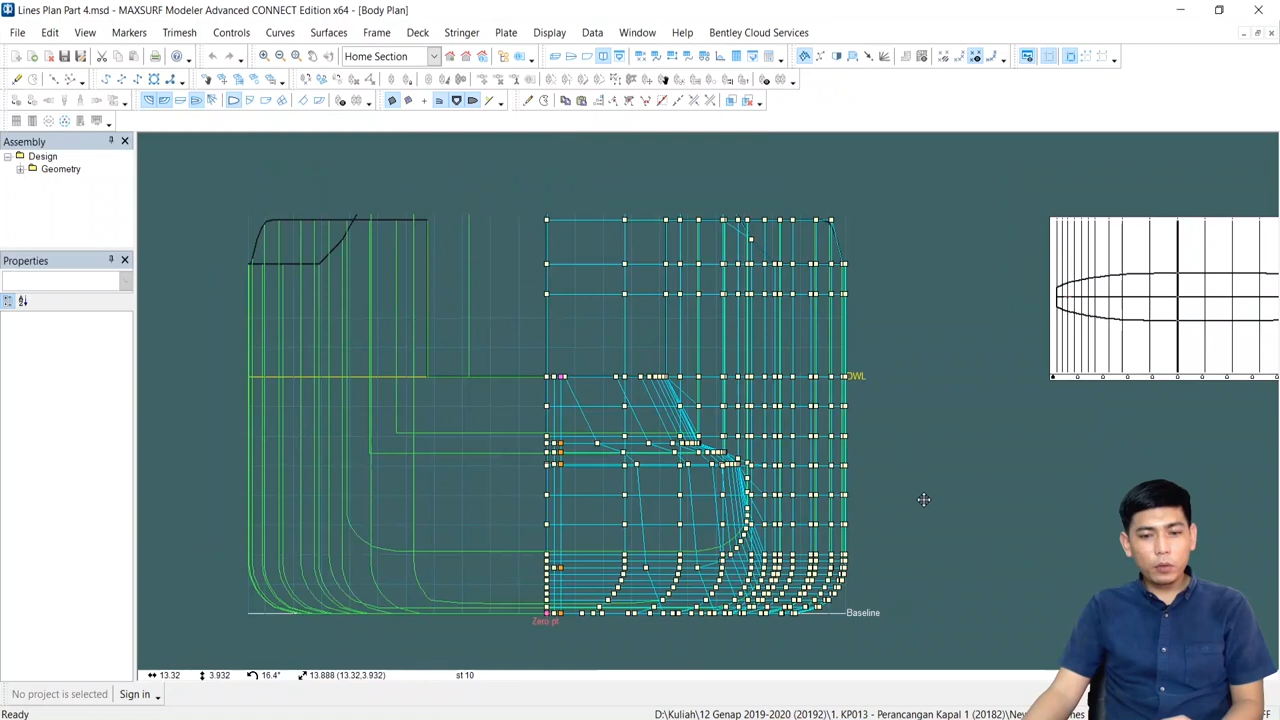 Lines Plan Part 4.msd - MAXSURF Modeler Advanced CONNECT Edition x64 - [Body Plan]
File Edit View Markers Trimesh Controls Curves Surfaces Frame Deck Stringer Plate Display Data Window Help Bentley Cloud Services
Home Section
Assembly
Design
Geometry
Properties
DWL
Baseline
Zero pt
13.32 3.932 16.4° 13.888 (13.32,3.932) st 10
No project is selected Sign in
Ready
D:\Kuliah\12 Genap 2019-2020 (20192)\1. KP013 - Perancangan Kapal 1 (20182)\New